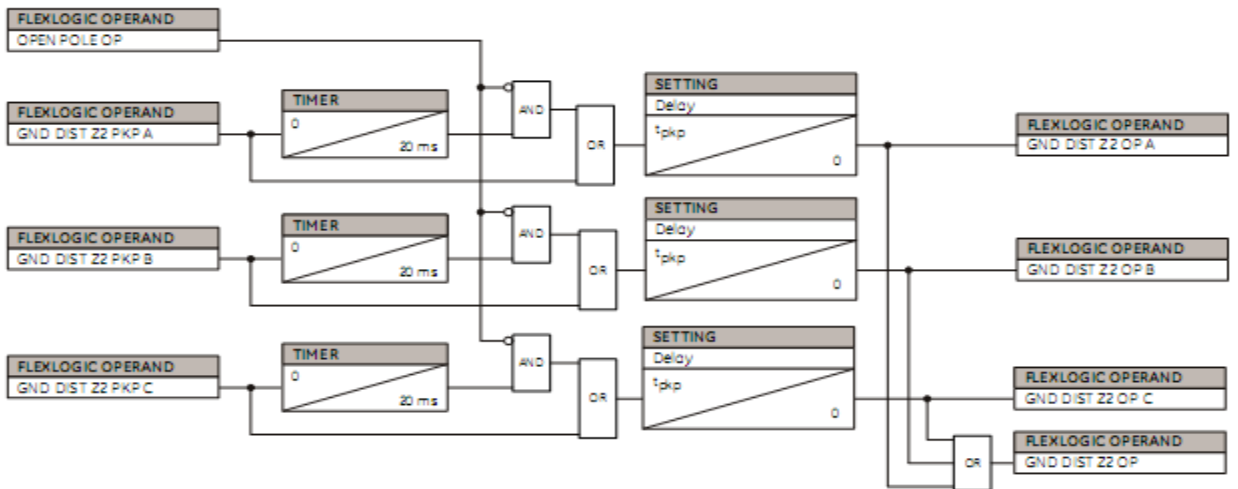 FLEXLOGIC OPERAND
OPEN POLE OP
FLEXLOGIC OPERAND
GND DIST Z2 PKP A
TIMER
0
20 ms
AND
OR
SETTING
Delay
tpkp
0
FLEXLOGIC OPERAND
GND DIST Z2 OP A
FLEXLOGIC OPERAND
GND DIST Z2 PKP B
TIMER
0
20 ms
AND
OR
SETTING
Delay
tpkp
0
FLEXLOGIC OPERAND
GND DIST Z2 OP B
FLEXLOGIC OPERAND
GND DIST Z2 PKP C
TIMER
0
20 ms
AND
OR
SETTING
Delay
tpkp
0
FLEXLOGIC OPERAND
GND DIST Z2 OP C
OR
FLEXLOGIC OPERAND
GND DIST Z2 OP